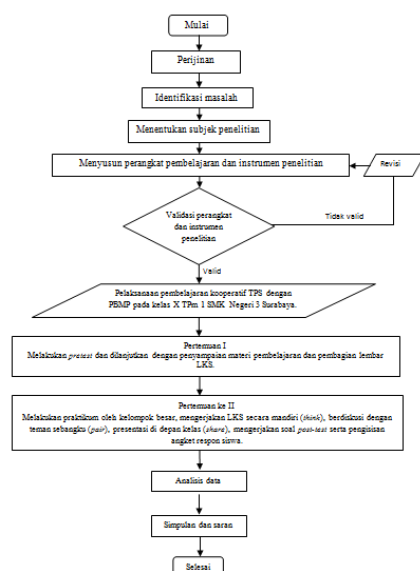 Mulai
Perijinan
Identifikasi masalah
Menentukan subjek penelitian
Menyusun perangkat pembelajaran dan instrumen penelitian
Revisi
Validasi perangkat
dan instrumen
penelitian
Tidak valid
Valid
Pelaksanaan pembelajaran kooperatif TPS dengan
PBMP pada kelas X TPm 1 SMK Negeri 3 Surabaya.
Pertemuan I
Melakukan pretest dan dilanjutkan dengan penyampaian materi pembelajaran dan pembagian lembar
LKS.
Pertemuan ke II
Melakukan praktikum oleh kelompok besar, mengerjakan LKS secara mandiri (think), berdiskusi dengan
teman sebangku (pair), presentasi di depan kelas (share), mengerjakan soal post-test serta pengisisan
angket respon siswa.
Analisis data
Simpulan dan saran
Selesai